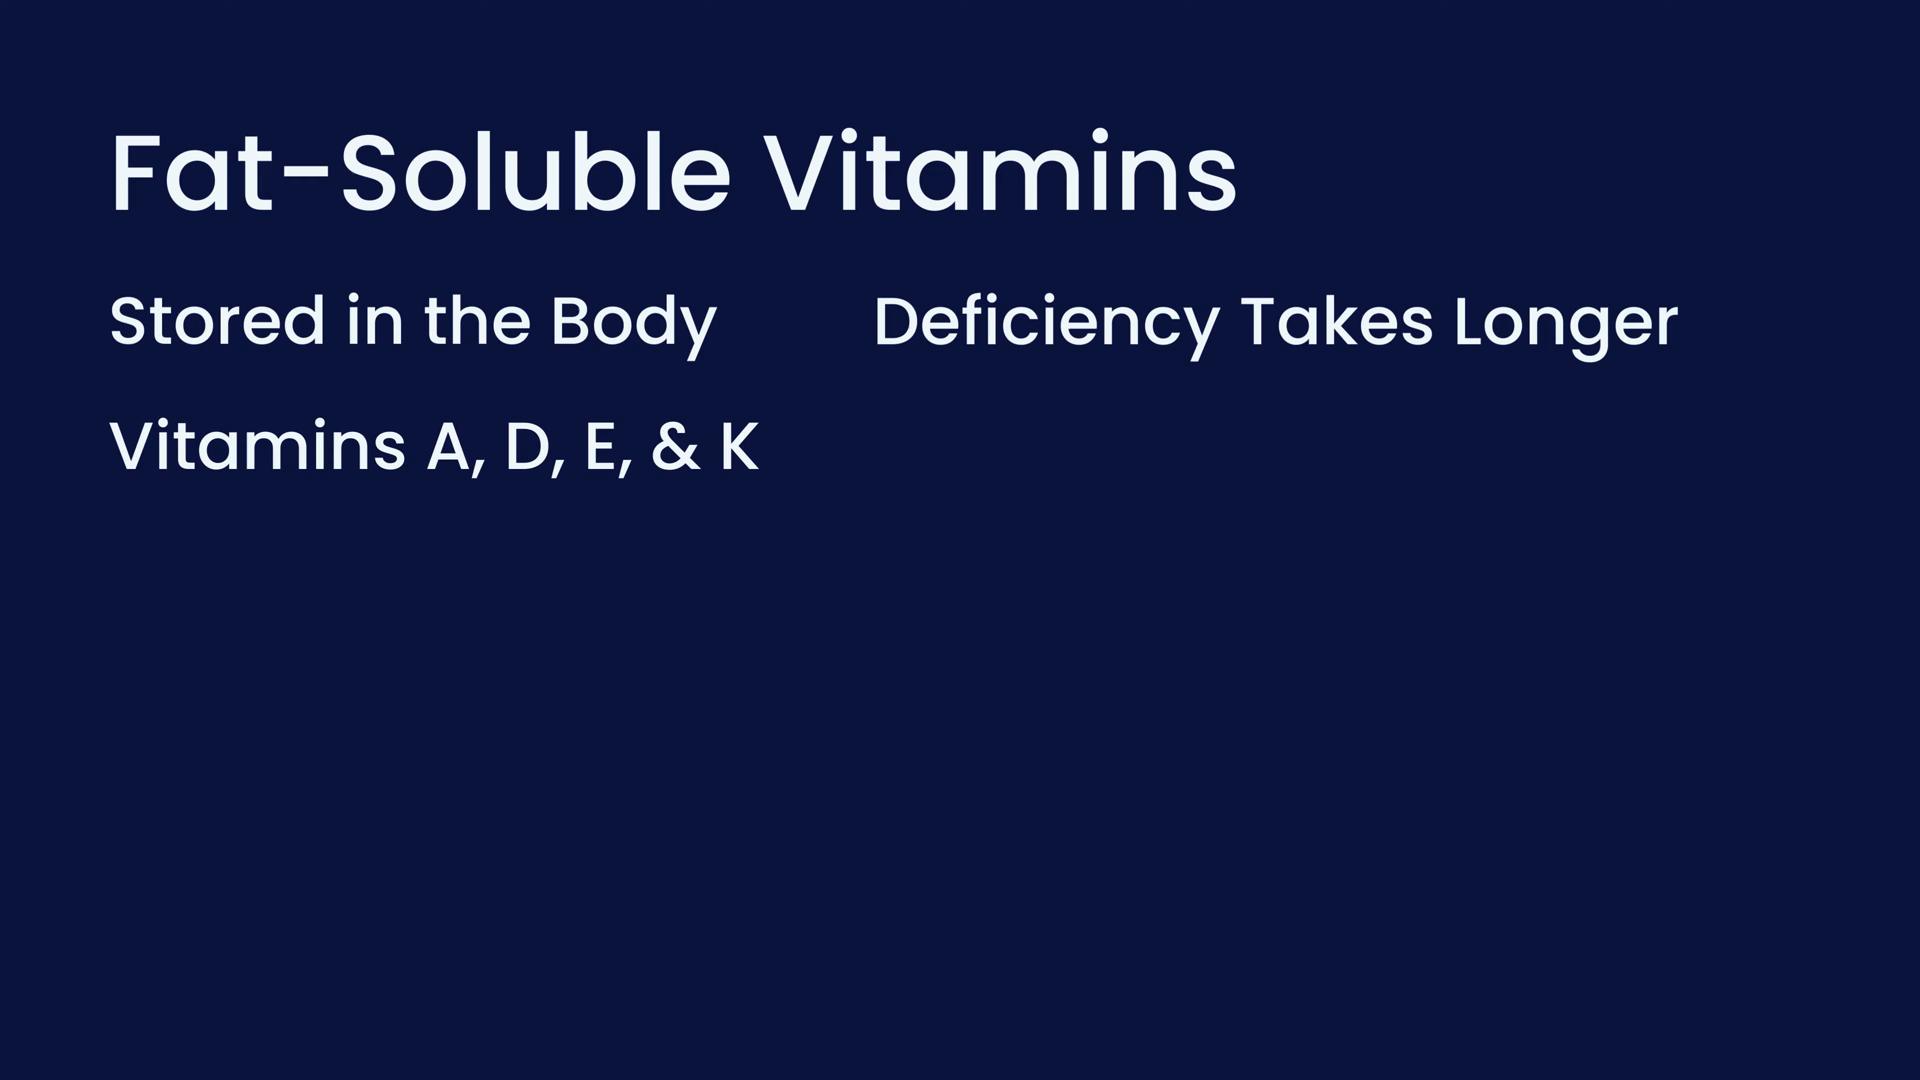 Fat-Soluble Vitamins
Stored in the Body
Deficiency Takes Longer
Vitamins A, D, E, & K